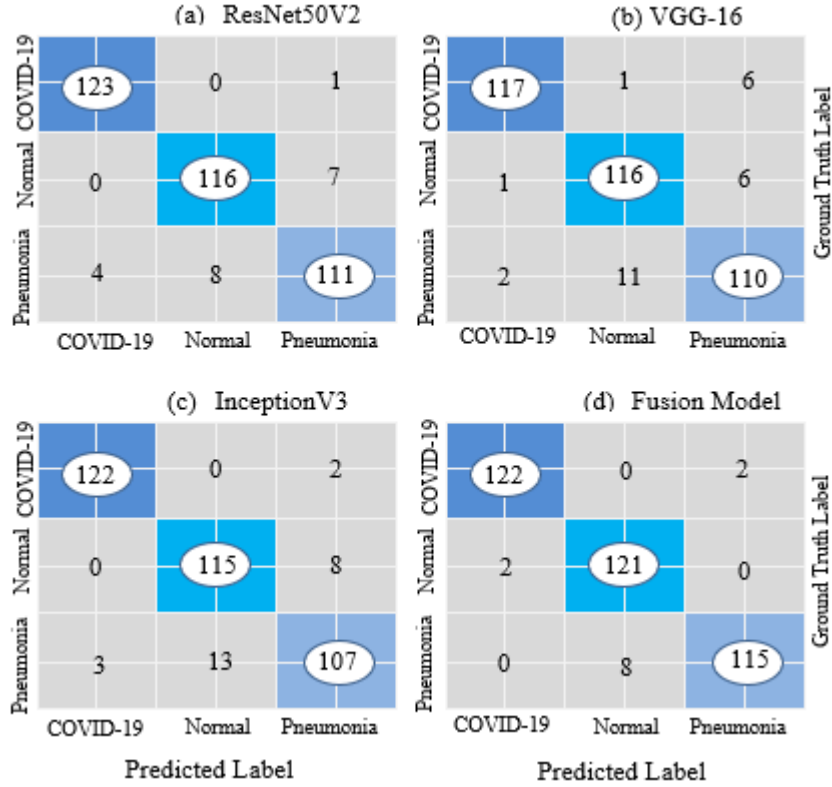 (a) ResNet50V2
(b) VGG-16
COVID-19
123 0 1
117 1 6
Normal
0 116 7
1 116 6
Pneumonia
4 8 111
2 11 110
COVID-19 Normal Pneumonia
COVID-19 Normal Pneumonia
COVID-19
Normal
Pneumonia
Ground Truth Label
(c) InceptionV3
(d) Fusion Model
COVID-19
122 0 2
122 0 2
Normal
0 115 8
2 121 0
Pneumonia
3 13 107
0 8 115
COVID-19 Normal Pneumonia
COVID-19 Normal Pneumonia
COVID-19
Normal
Pneumonia
Ground Truth Label
Predicted Label
Predicted Label